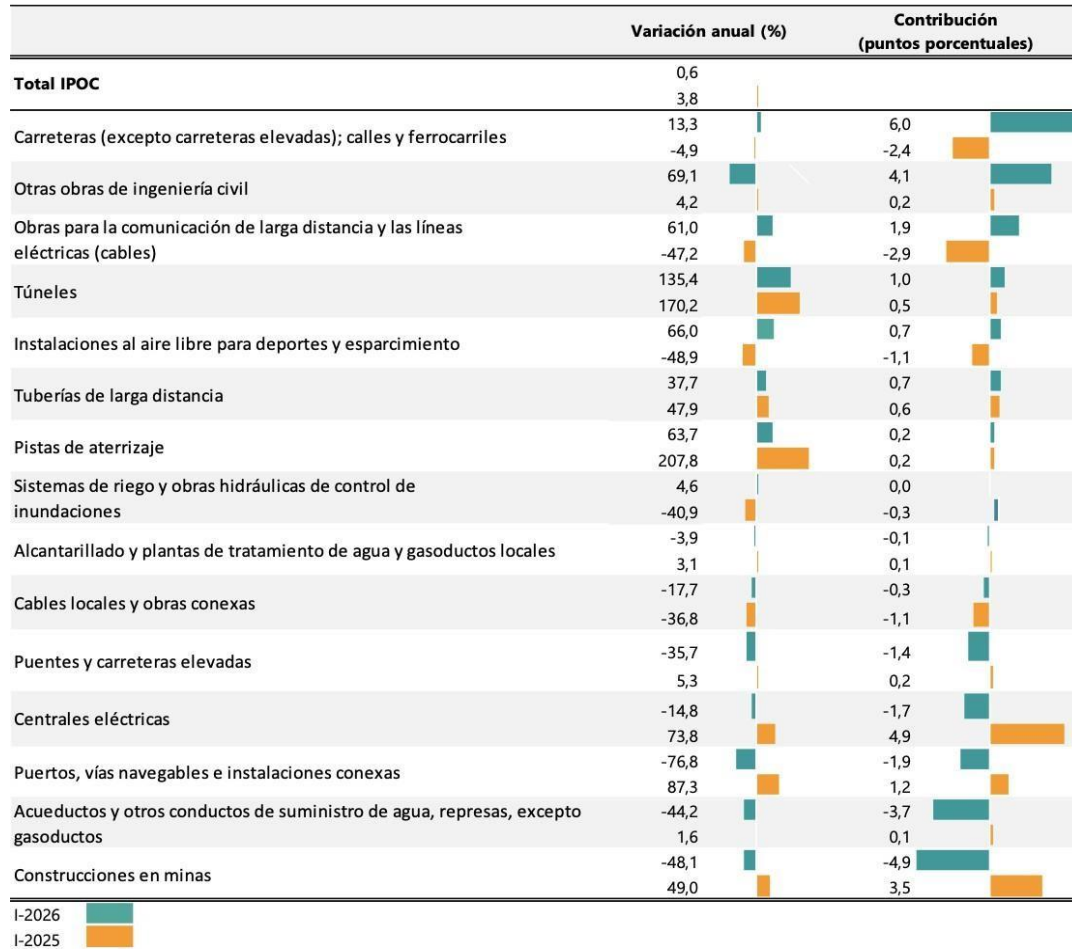 Variación anual (%)
Contribución
(puntos porcentuales)
Total IPOC
0,6
3,8
Carreteras (excepto carreteras elevadas); calles y ferrocarriles
13,3 6,0
-4,9 -2,4
Otras obras de ingeniería civil
69,1 4,1
4,2 0,2
Obras para la comunicación de larga distancia y las líneas
eléctricas (cables)
61,0 1,9
-47,2 -2,9
Túneles
135,4 1,0
170,2 0,5
Instalaciones al aire libre para deportes y esparcimiento
66,0 0,7
-48,9 -1,1
Tuberías de larga distancia
37,7 0,7
47,9 0,6
Pistas de aterrizaje
63,7 0,2
207,8 0,2
Sistemas de riego y obras hidráulicas de control de
inundaciones
4,6 0,0
-40,9 -0,3
Alcantarillado y plantas de tratamiento de agua y gasoductos locales
-3,9 -0,1
3,1 0,1
Cables locales y obras conexas
-17,7 -0,3
-36,8 -1,1
Puentes y carreteras elevadas
-35,7 -1,4
5,3 0,2
Centrales eléctricas
-14,8 -1,7
73,8 4,9
Puertos, vías navegables e instalaciones conexas
-76,8 -1,9
87,3 1,2
Acueductos y otros conductos de suministro de agua, represas, excepto
gasoductos
-44,2 -3,7
1,6 0,1
Construcciones en minas
-48,1 -4,9
49,0 3,5
I-2026
I-2025